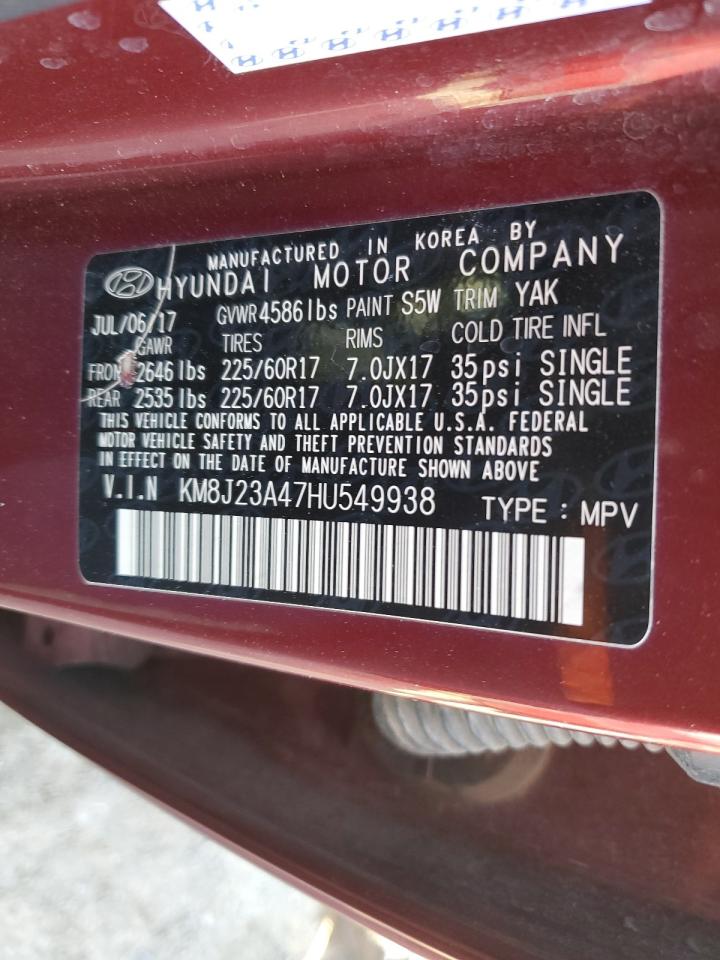 MANUFACTURED IN KOREA BY
HYUNDAI MOTOR COMPANY
JUL/06/17 GVWR 4586 lbs PAINT S5W TRIM YAK
GAWR TIRES RIMS COLD TIRE INFL
FRONT 2646 lbs 225/60R17 7.0JX17 35psi SINGLE
REAR 2535 lbs 225/60R17 7.0JX17 35psi SINGLE
THIS VEHICLE CONFORMS TO ALL APPLICABLE U.S.A. FEDERAL
MOTOR VEHICLE SAFETY AND THEFT PREVENTION STANDARDS
IN EFFECT ON THE DATE OF MANUFACTURE SHOWN ABOVE
V.I.N KM8J23A47HU549938 TYPE : MPV